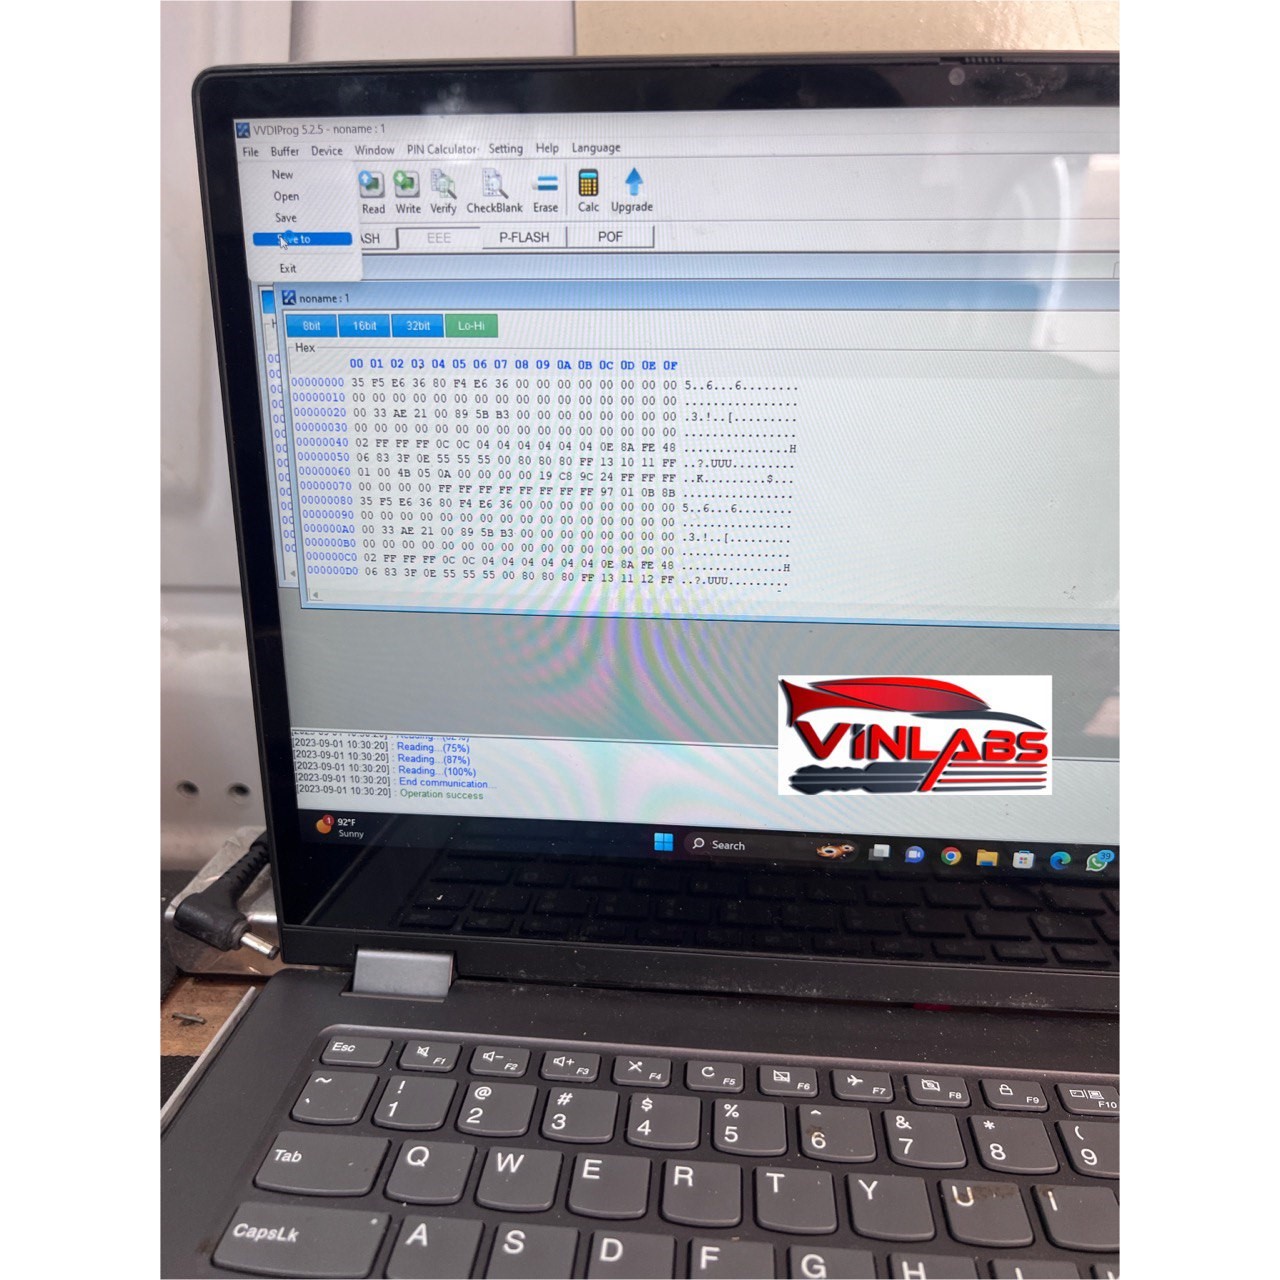 VVDIProg 5.2.5 - noname : 1
File Buffer Device Window PIN Calculator Setting Help Language
New
Open
Save
Exit
Read Write Verify CheckBlank Erase Calc Upgrade
EEE P-FLASH POF
noname : 1
8bit 16bit 32bit Lo-Hi
Hex
00 01 02 03 04 05 06 07 08 09 0A 0B 0C 0D 0E 0F
00000000 35 F5 E6 36 80 F4 E6 36 00 00 00 00 00 00 00 00 5..6...6........
00000010 00 00 00 00 00 00 00 00 00 00 00 00 00 00 00 00 ................
00000020 00 33 AE 21 00 89 5B B3 00 00 00 00 00 00 00 00 .3.!..[.........
00000030 00 00 00 00 00 00 00 00 00 00 00 00 00 00 00 00 ................
00000040 02 FF FF FF 0C 0C 04 04 04 04 04 04 0E 8A FE 48 ...............H
00000050 06 83 3F 0E 55 55 55 00 80 80 80 FF 13 10 11 FF ..?.UUU.........
00000060 01 00 4B 05 0A 00 00 00 00 19 C8 9C 24 FF FF FF ..K.........$...
00000070 00 00 00 00 FF FF FF FF FF FF FF FF 97 01 0B 8B ................
00000080 35 F5 E6 36 80 F4 E6 36 00 00 00 00 00 00 00 00 5..6...6........
00000090 00 00 00 00 00 00 00 00 00 00 00 00 00 00 00 00 ................
000000A0 00 33 AE 21 00 89 5B B3 00 00 00 00 00 00 00 00 .3.!..[.........
000000B0 00 00 00 00 00 00 00 00 00 00 00 00 00 00 00 00 ................
000000C0 02 FF FF FF 0C 0C 04 04 04 04 04 04 0E 8A FE 48 ...............H
000000D0 06 83 3F 0E 55 55 55 00 80 80 80 FF 13 11 12 FF ..?.UUU.........
VINLABS
[2023-09-01 10:30:20] : Reading...(75%)
[2023-09-01 10:30:20] : Reading...(87%)
[2023-09-01 10:30:20] : Reading...(100%)
[2023-09-01 10:30:20] : End communication...
[2023-09-01 10:30:20] : Operation success
1 92°F
Sunny
Search
39
Esc F1 F2 F3 F4 F5 F6 F7 F8 F9 F10
~ ` ! 1 @ 2 # 3 $ 4 % 5 ^ 6 & 7 * 8 ( 9
Tab Q W E R T Y U I
CapsLk A S D F G H